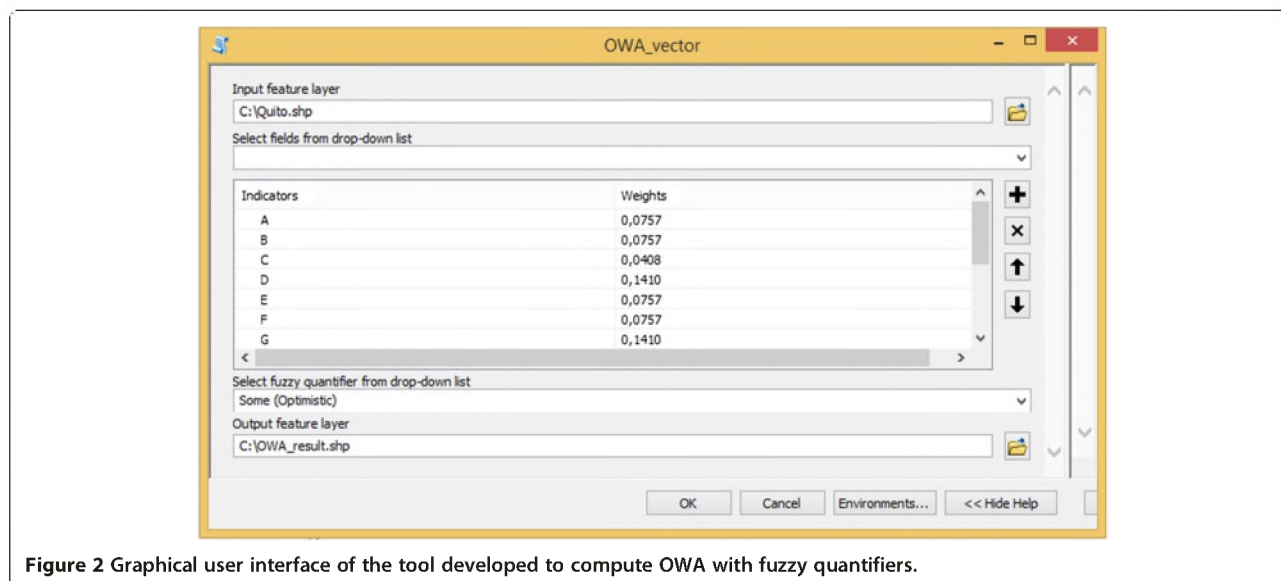 OWA_vector
Input feature layer
C:\Quito.shp
Select fields from drop-down list
Indicators Weights
A 0,0757
B 0,0757
C 0,0408
D 0,1410
E 0,0757
F 0,0757
G 0,1410
Select fuzzy quantifier from drop-down list
Some (Optimistic)
Output feature layer
C:\OWA_result.shp
OK Cancel Environments... << Hide Help
Figure 2 Graphical user interface of the tool developed to compute OWA with fuzzy quantifiers.